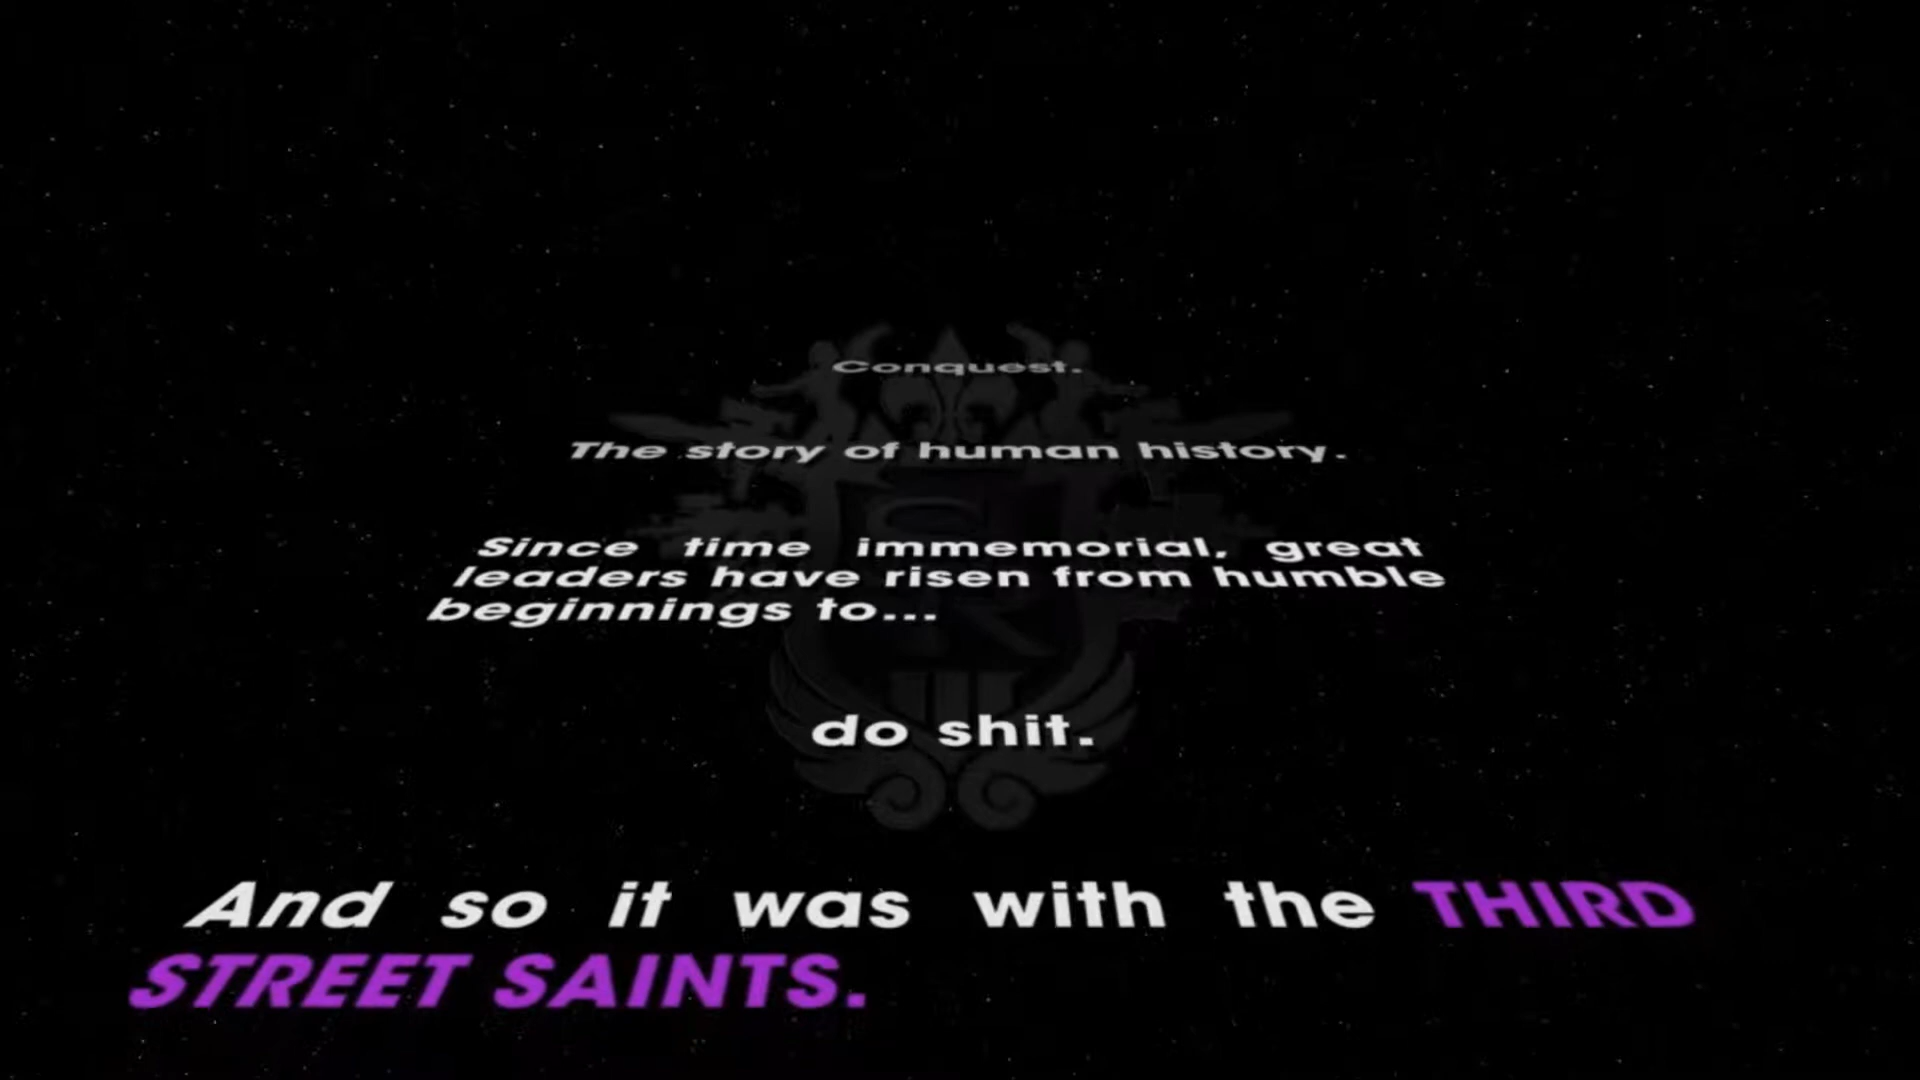 Conquest.
The story of human history.
Since time immemorial, great
leaders have risen from humble
beginnings to...
do shit.
And so it was with the THIRD
STREET SAINTS.